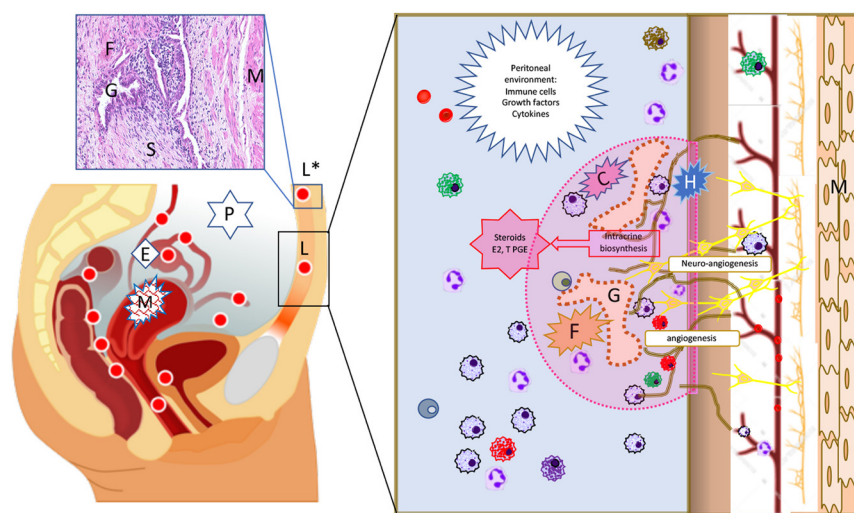 F
M
G
S
L*
P
L
E
M
Peritoneal
environment:
Immune cells
Growth factors
Cytokines
C
H
M
Steroids
E2, T PGE
Intracrine
biosynthesis
Neuro-angiogenesis
G
F
angiogenesis